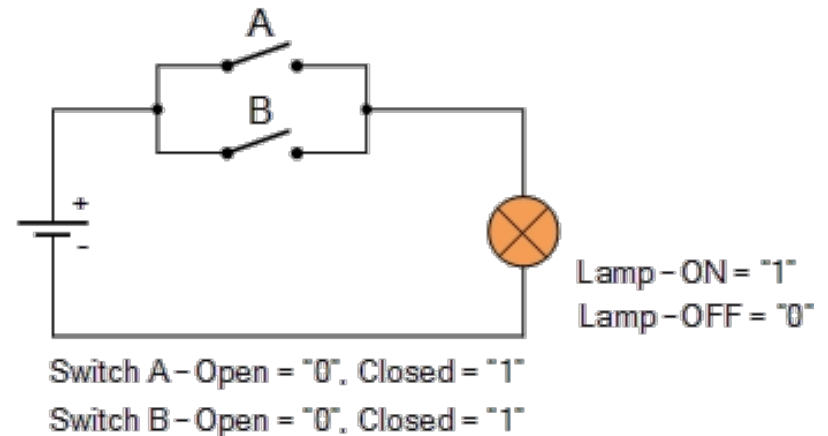 A
B
+
-
Lamp-ON = "1"
Lamp-OFF = "0"
Switch A-Open = "0", Closed = "1"
Switch B-Open = "0", Closed = "1"